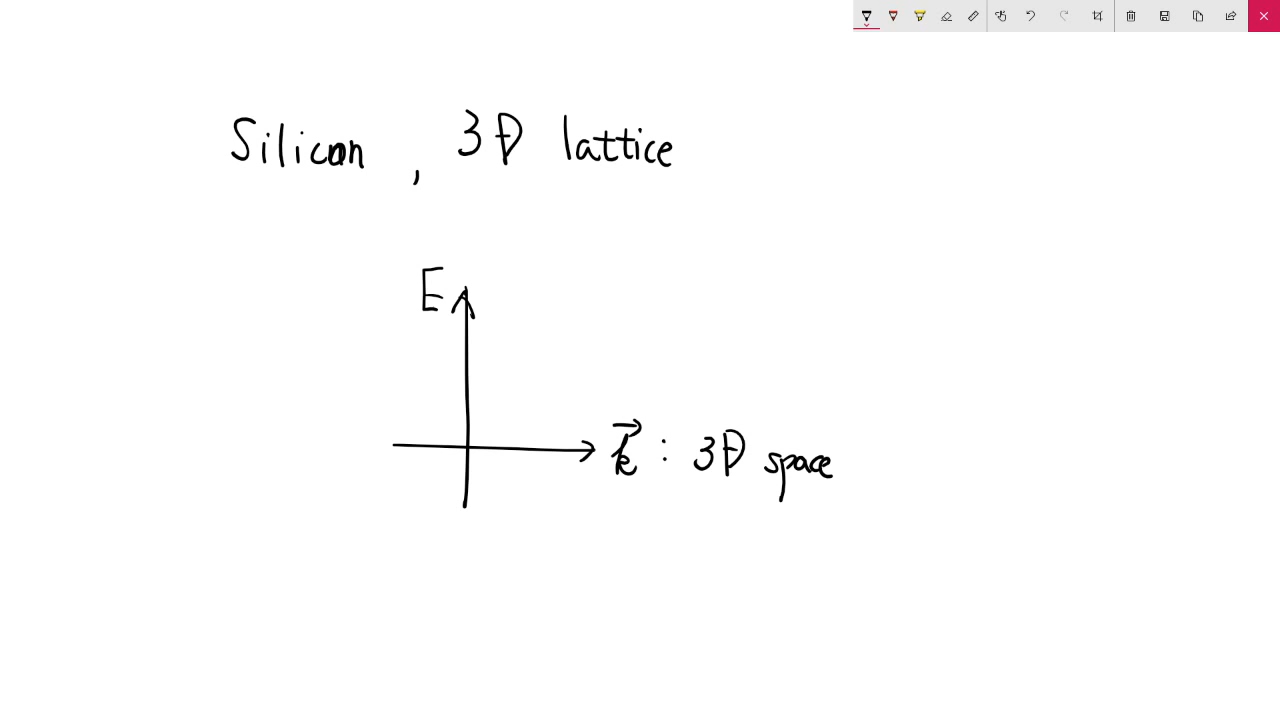 Silicon, 3D lattice
E
k⃗ : 3D space